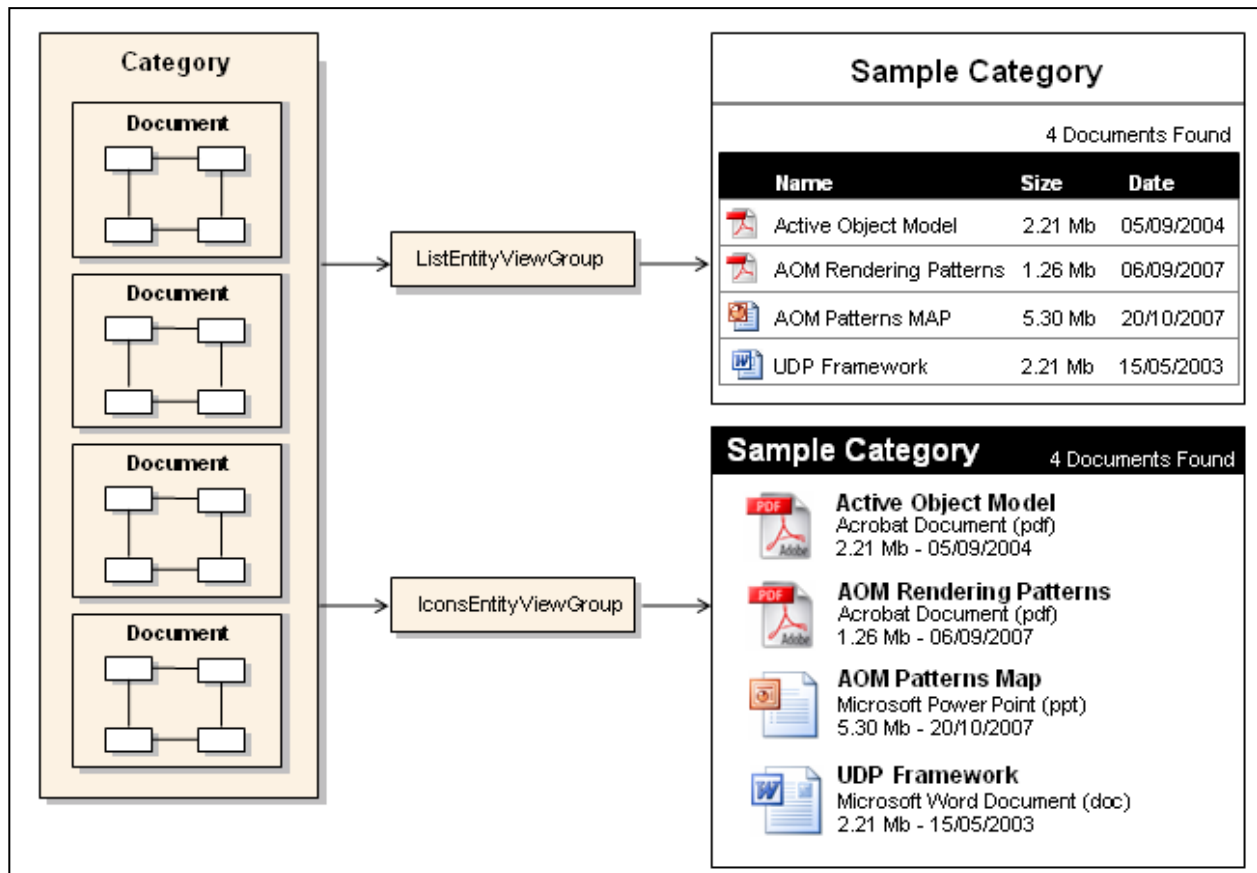 Category
Document
Document
Document
Document
ListEntityViewGroup
IconsEntityViewGroup
Sample Category
4 Documents Found
Name Size Date
Active Object Model 2.21 Mb 05/09/2004
AOM Rendering Patterns 1.26 Mb 06/09/2007
AOM Patterns MAP 5.30 Mb 20/10/2007
UDP Framework 2.21 Mb 15/05/2003
Sample Category 4 Documents Found
PDF
Adobe
Active Object Model
Acrobat Document (pdf)
2.21 Mb - 05/09/2004
PDF
Adobe
AOM Rendering Patterns
Acrobat Document (pdf)
1.26 Mb - 06/09/2007
AOM Patterns Map
Microsoft Power Point (ppt)
5.30 Mb - 20/10/2007
W
UDP Framework
Microsoft Word Document (doc)
2.21 Mb - 15/05/2003